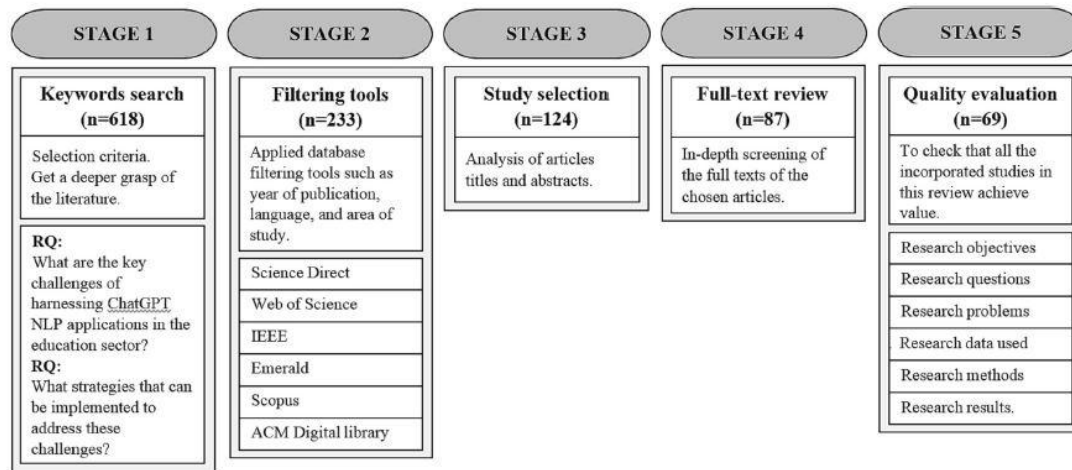 STAGE 1
Keywords search
(n=618)
Selection criteria.
Get a deeper grasp of
the literature.
RQ:
What are the key
challenges of
harnessing ChatGPT
NLP applications in the
education sector?
RQ:
What strategies that can
be implemented to
address these
challenges?
STAGE 2
Filtering tools
(n=233)
Applied database
filtering tools such as
year of publication,
language, and area of
study.
Science Direct
Web of Science
IEEE
Emerald
Scopus
ACM Digital library
STAGE 3
Study selection
(n=124)
Analysis of articles
titles and abstracts.
STAGE 4
Full-text review
(n=87)
In-depth screening of
the full texts of the
chosen articles.
STAGE 5
Quality evaluation
(n=69)
To check that all the
incorporated studies in
this review achieve
value.
Research objectives
Research questions
Research problems
Research data used
Research methods
Research results.